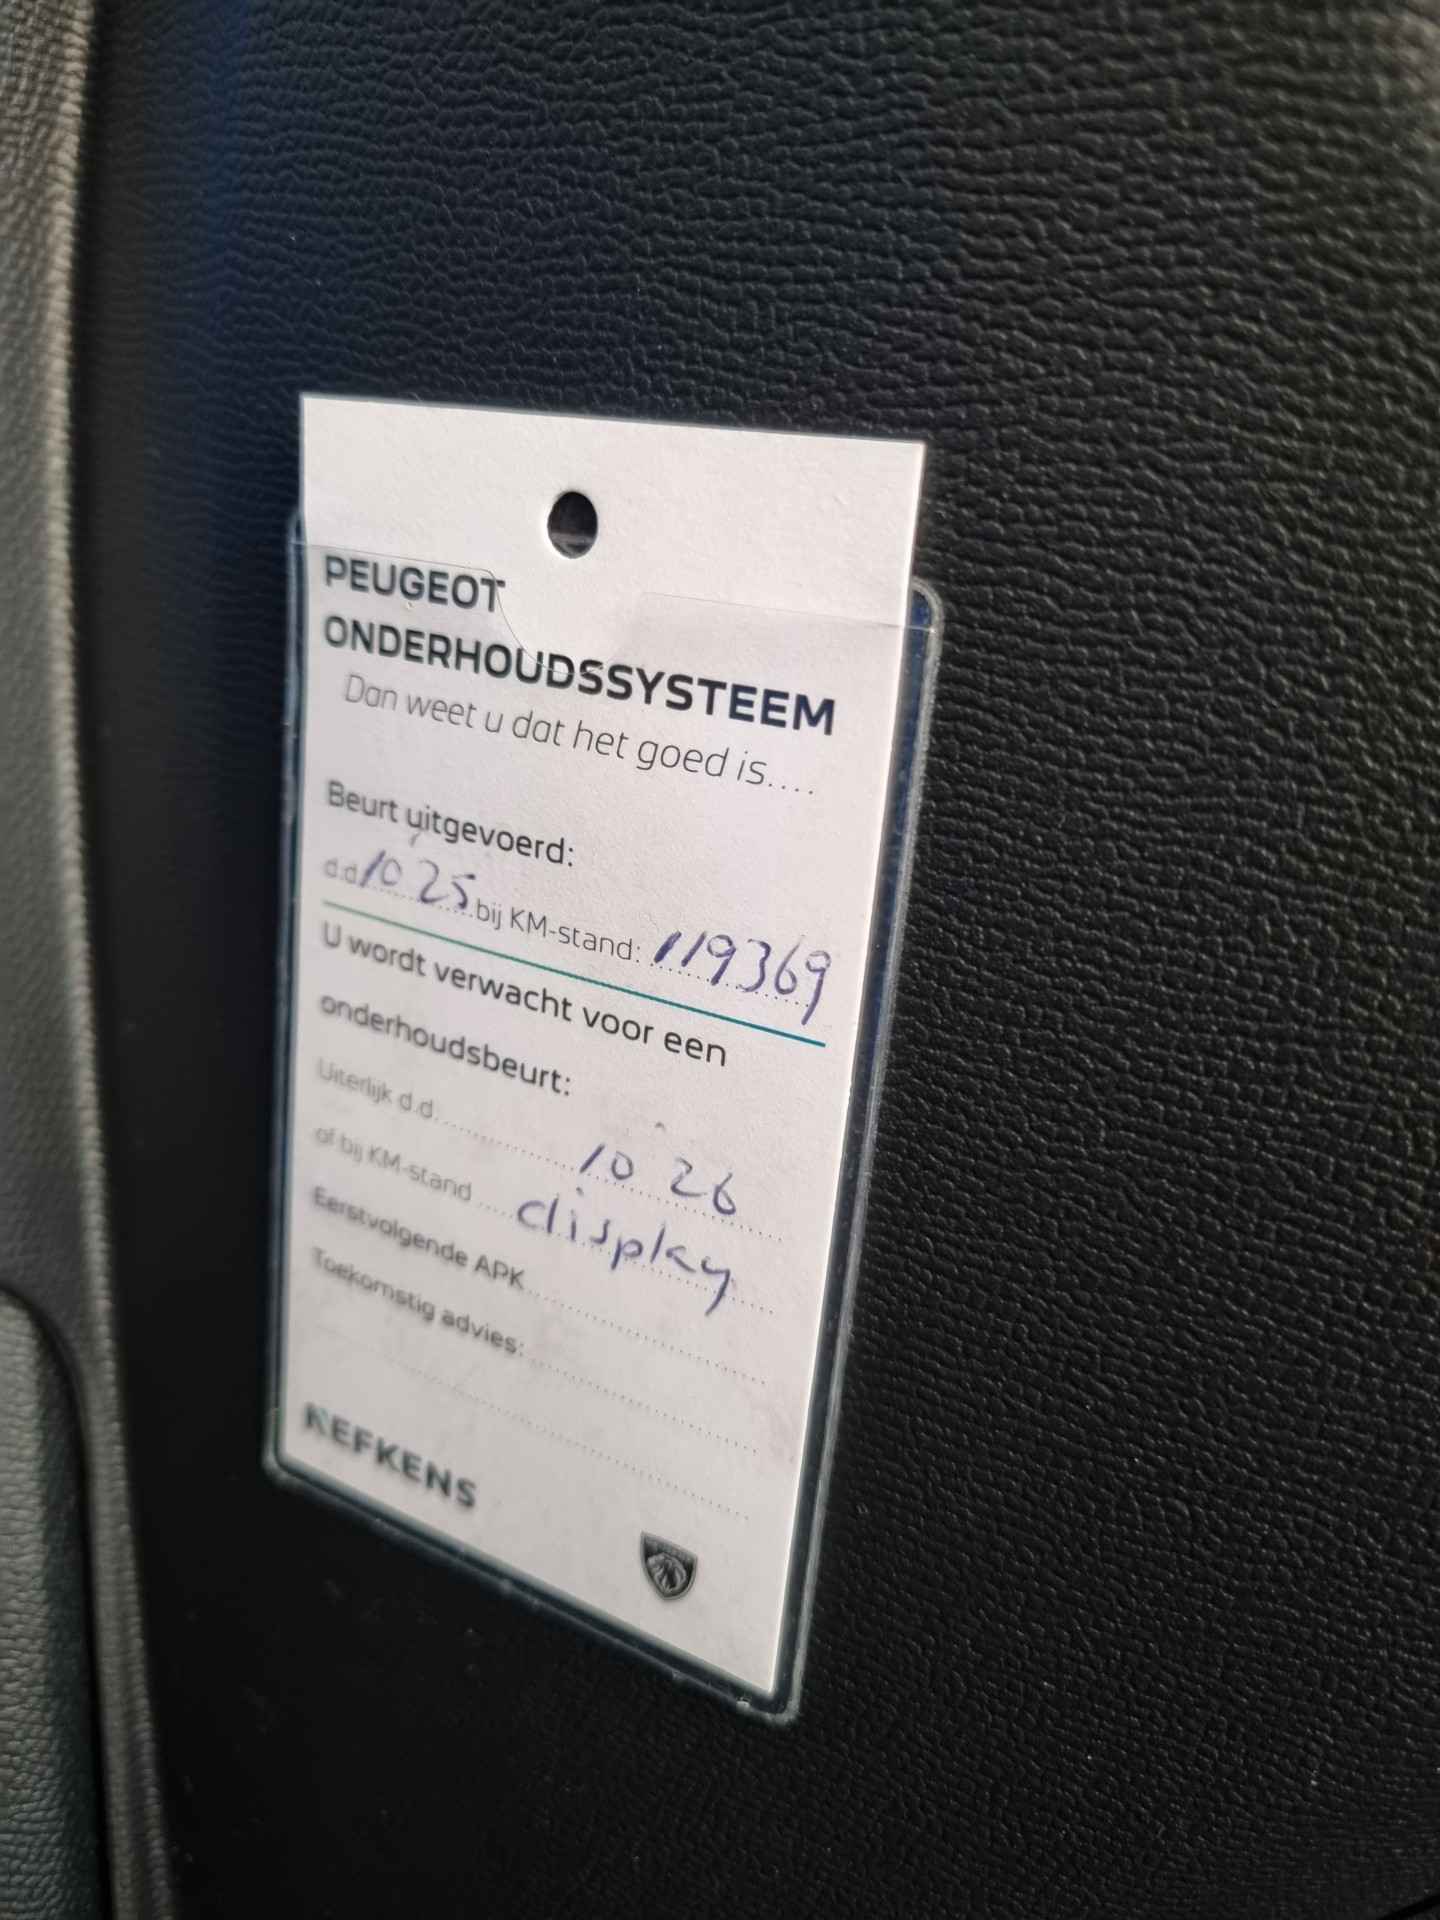 PEUGEOT
ONDERHOUDSSYSTEEM
Dan weet u dat het goed is....
Beurt uitgevoerd:
d.d 10 25 bij KM-stand: 119369
U wordt verwacht voor een
onderhoudsbeurt:
Uiterlijk d.d. 10 26
of bij KM-stand display
Eerstvolgende APK
Toekomstig advies:
NEFKENS